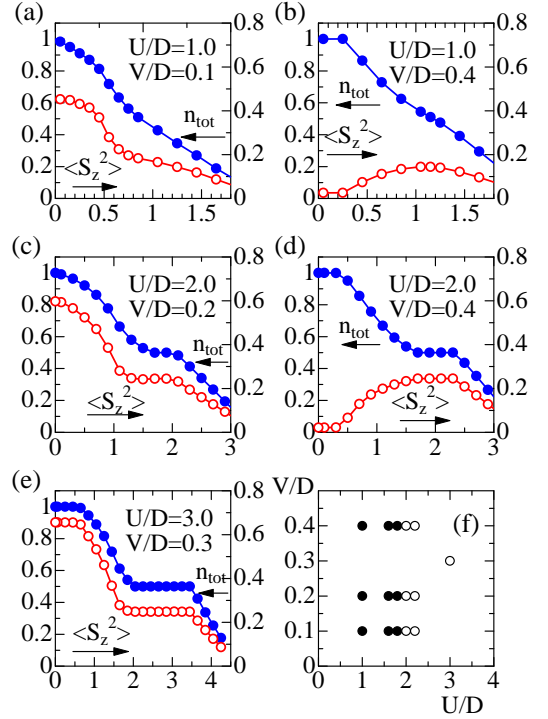 (a)
1
0.8
0.6
0.4
0.2
0
U/D=1.0
V/D=0.1
n_tot
<S_z^2>
0.8
0.6
0.4
0.2
0
0 0.5 1 1.5
(b)
1
0.8
0.6
0.4
0.2
0
U/D=1.0
V/D=0.4
n_tot
<S_z^2>
0.8
0.6
0.4
0.2
0
0 0.5 1 1.5
(c)
1
0.8
0.6
0.4
0.2
0
U/D=2.0
V/D=0.2
n_tot
<S_z^2>
0.8
0.6
0.4
0.2
0
0 1 2 3
(d)
1
0.8
0.6
0.4
0.2
0
U/D=2.0
V/D=0.4
n_tot
<S_z^2>
0.8
0.6
0.4
0.2
0
0 1 2 3
(e)
1
0.8
0.6
0.4
0.2
0
U/D=3.0
V/D=0.3
n_tot
<S_z^2>
0.8
0.6
0.4
0.2
0
0 1 2 3 4
V/D
(f)
0.4
0.3
0.2
0.1
0 1 2 3 4
U/D